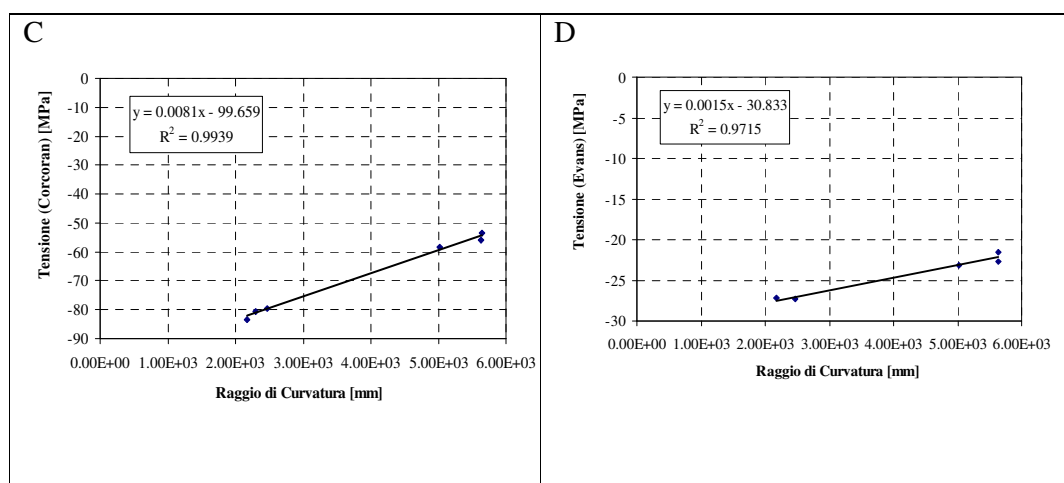 C
y = 0.0081x - 99.659
R² = 0.9939
0
-10
-20
-30
-40
-50
-60
-70
-80
-90
Tensione (Corcoran) [MPa]
0.00E+00 1.00E+03 2.00E+03 3.00E+03 4.00E+03 5.00E+03 6.00E+03
Raggio di Curvatura [mm]
D
y = 0.0015x - 30.833
R² = 0.9715
0
-5
-10
-15
-20
-25
-30
Tensione (Evans) [MPa]
0.00E+00 1.00E+03 2.00E+03 3.00E+03 4.00E+03 5.00E+03 6.00E+03
Raggio di Curvatura [mm]